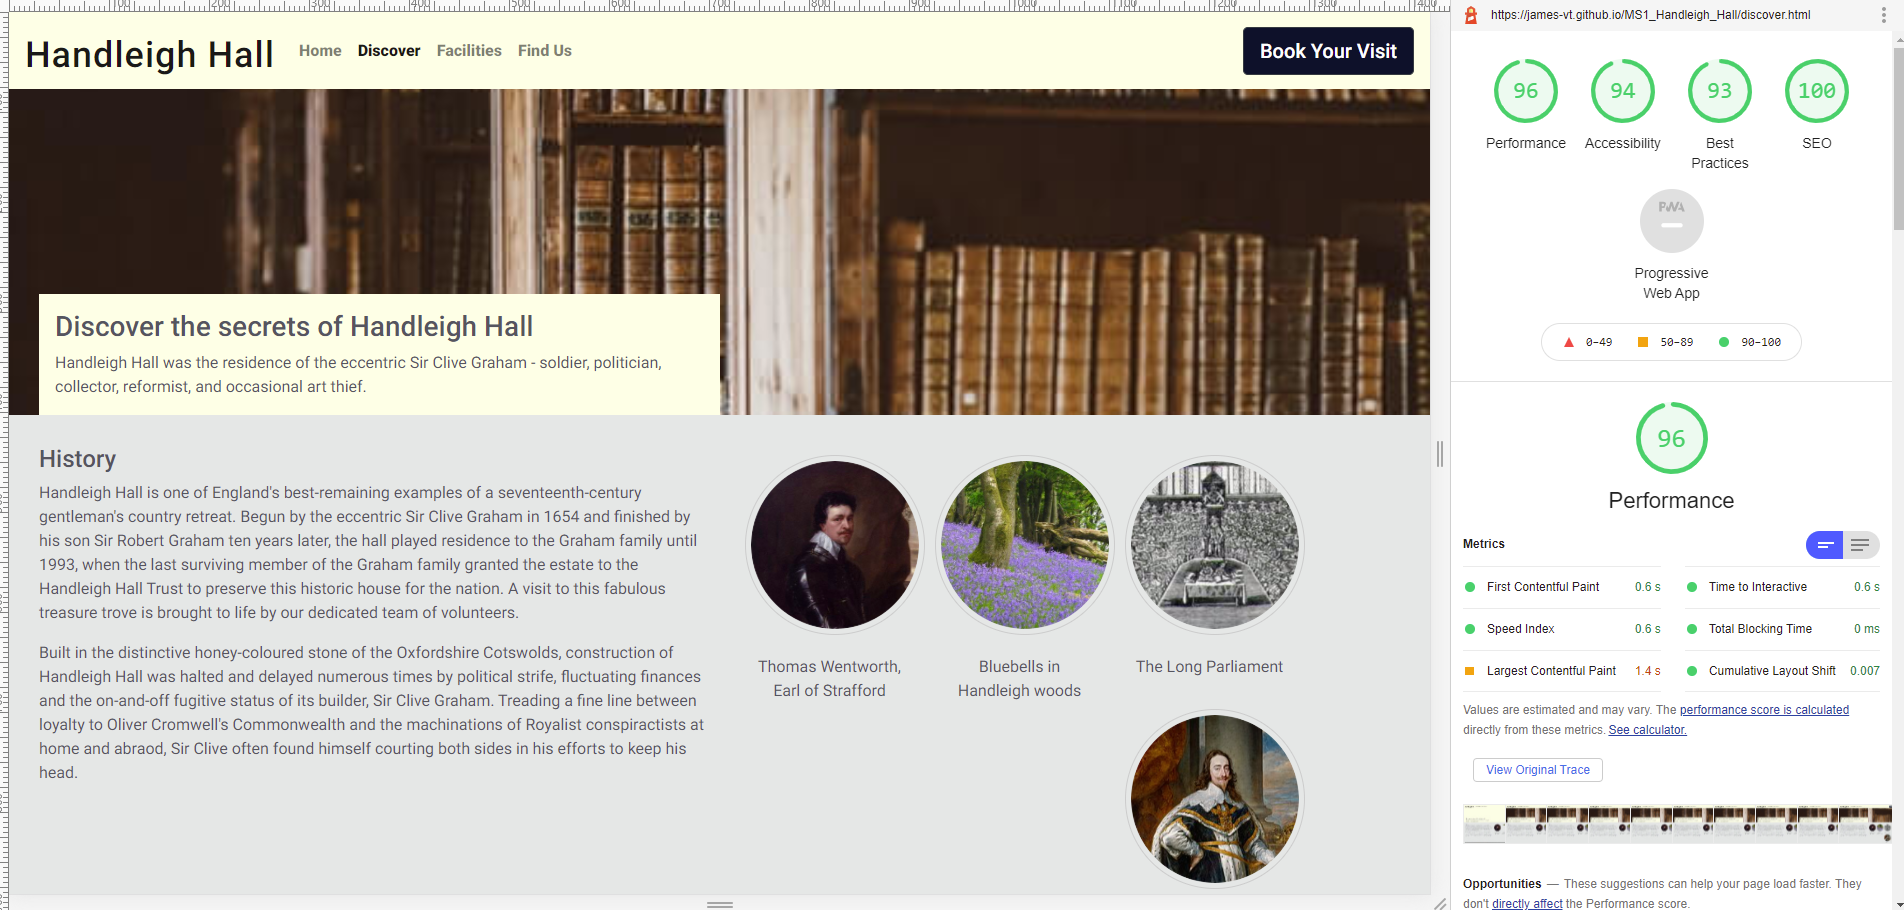 100 200 300 400 500 600 700 800 900 1000 1100 1200 1300 1400
Handleigh Hall
Home Discover Facilities Find Us
Book Your Visit
Discover the secrets of Handleigh Hall
Handleigh Hall was the residence of the eccentric Sir Clive Graham - soldier, politician,
collector, reformist, and occasional art thief.
History
Handleigh Hall is one of England's best-remaining examples of a seventeenth-century
gentleman's country retreat. Begun by the eccentric Sir Clive Graham in 1654 and finished by
his son Sir Robert Graham ten years later, the hall played residence to the Graham family until
1993, when the last surviving member of the Graham family granted the estate to the
Handleigh Hall Trust to preserve this historic house for the nation. A visit to this fabulous
treasure trove is brought to life by our dedicated team of volunteers.
Built in the distinctive honey-coloured stone of the Oxfordshire Cotswolds, construction of
Handleigh Hall was halted and delayed numerous times by political strife, fluctuating finances
and the on-and-off fugitive status of its builder, Sir Clive Graham. Treading a fine line between
loyalty to Oliver Cromwell's Commonwealth and the machinations of Royalist conspiractists at
home and abraod, Sir Clive often found himself courting both sides in his efforts to keep his
head.
Thomas Wentworth,
Earl of Strafford
Bluebells in
Handleigh woods
The Long Parliament
https://james-vt.github.io/MS1_Handleigh_Hall/discover.html
96
Performance
94
Accessibility
93
Best
Practices
100
SEO
PWA
Progressive
Web App
0–49 50–89 90–100
96
Performance
Metrics
First Contentful Paint 0.6 s
Time to Interactive 0.6 s
Speed Index 0.6 s
Total Blocking Time 0 ms
Largest Contentful Paint 1.4 s
Cumulative Layout Shift 0.007
Values are estimated and may vary. The performance score is calculated
directly from these metrics. See calculator.
View Original Trace
Opportunities — These suggestions can help your page load faster. They
don't directly affect the Performance score.